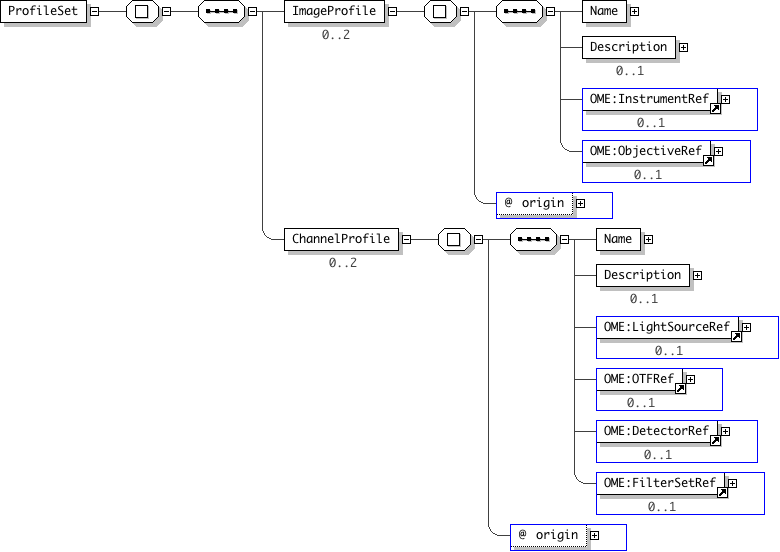 ProfileSet
ImageProfile
0..2
Name
Description
0..1
OME:InstrumentRef
0..1
OME:ObjectiveRef
0..1
@ origin
ChannelProfile
0..2
Name
Description
0..1
OME:LightSourceRef
0..1
OME:OTFRef
0..1
OME:DetectorRef
0..1
OME:FilterSetRef
0..1
@ origin